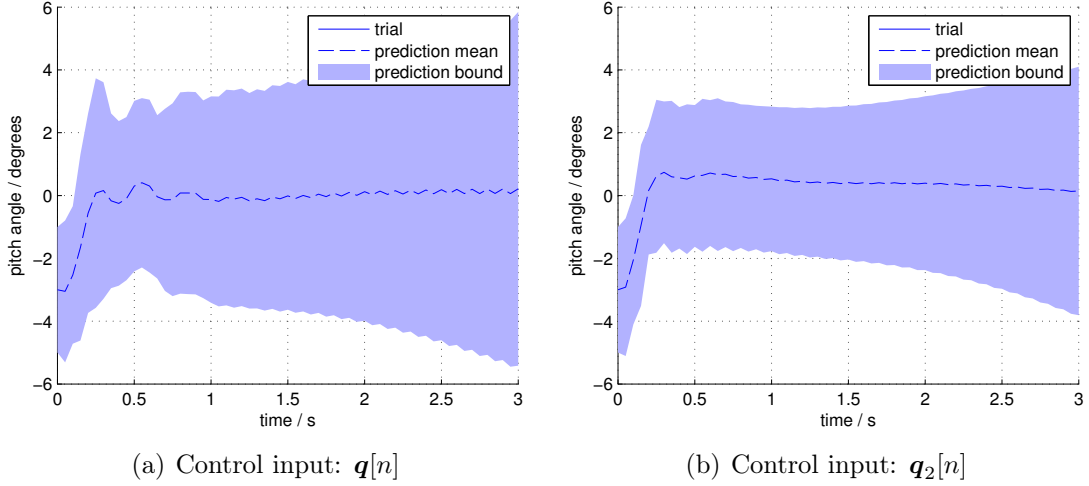 6
4
2
0
−2
−4
−6
pitch angle / degrees
0 0.5 1 1.5 2 2.5 3
time / s
trial
prediction mean
prediction bound
(a) Control input: q[n]
6
4
2
0
−2
−4
−6
pitch angle / degrees
0 0.5 1 1.5 2 2.5 3
time / s
trial
prediction mean
prediction bound
(b) Control input: q₂[n]